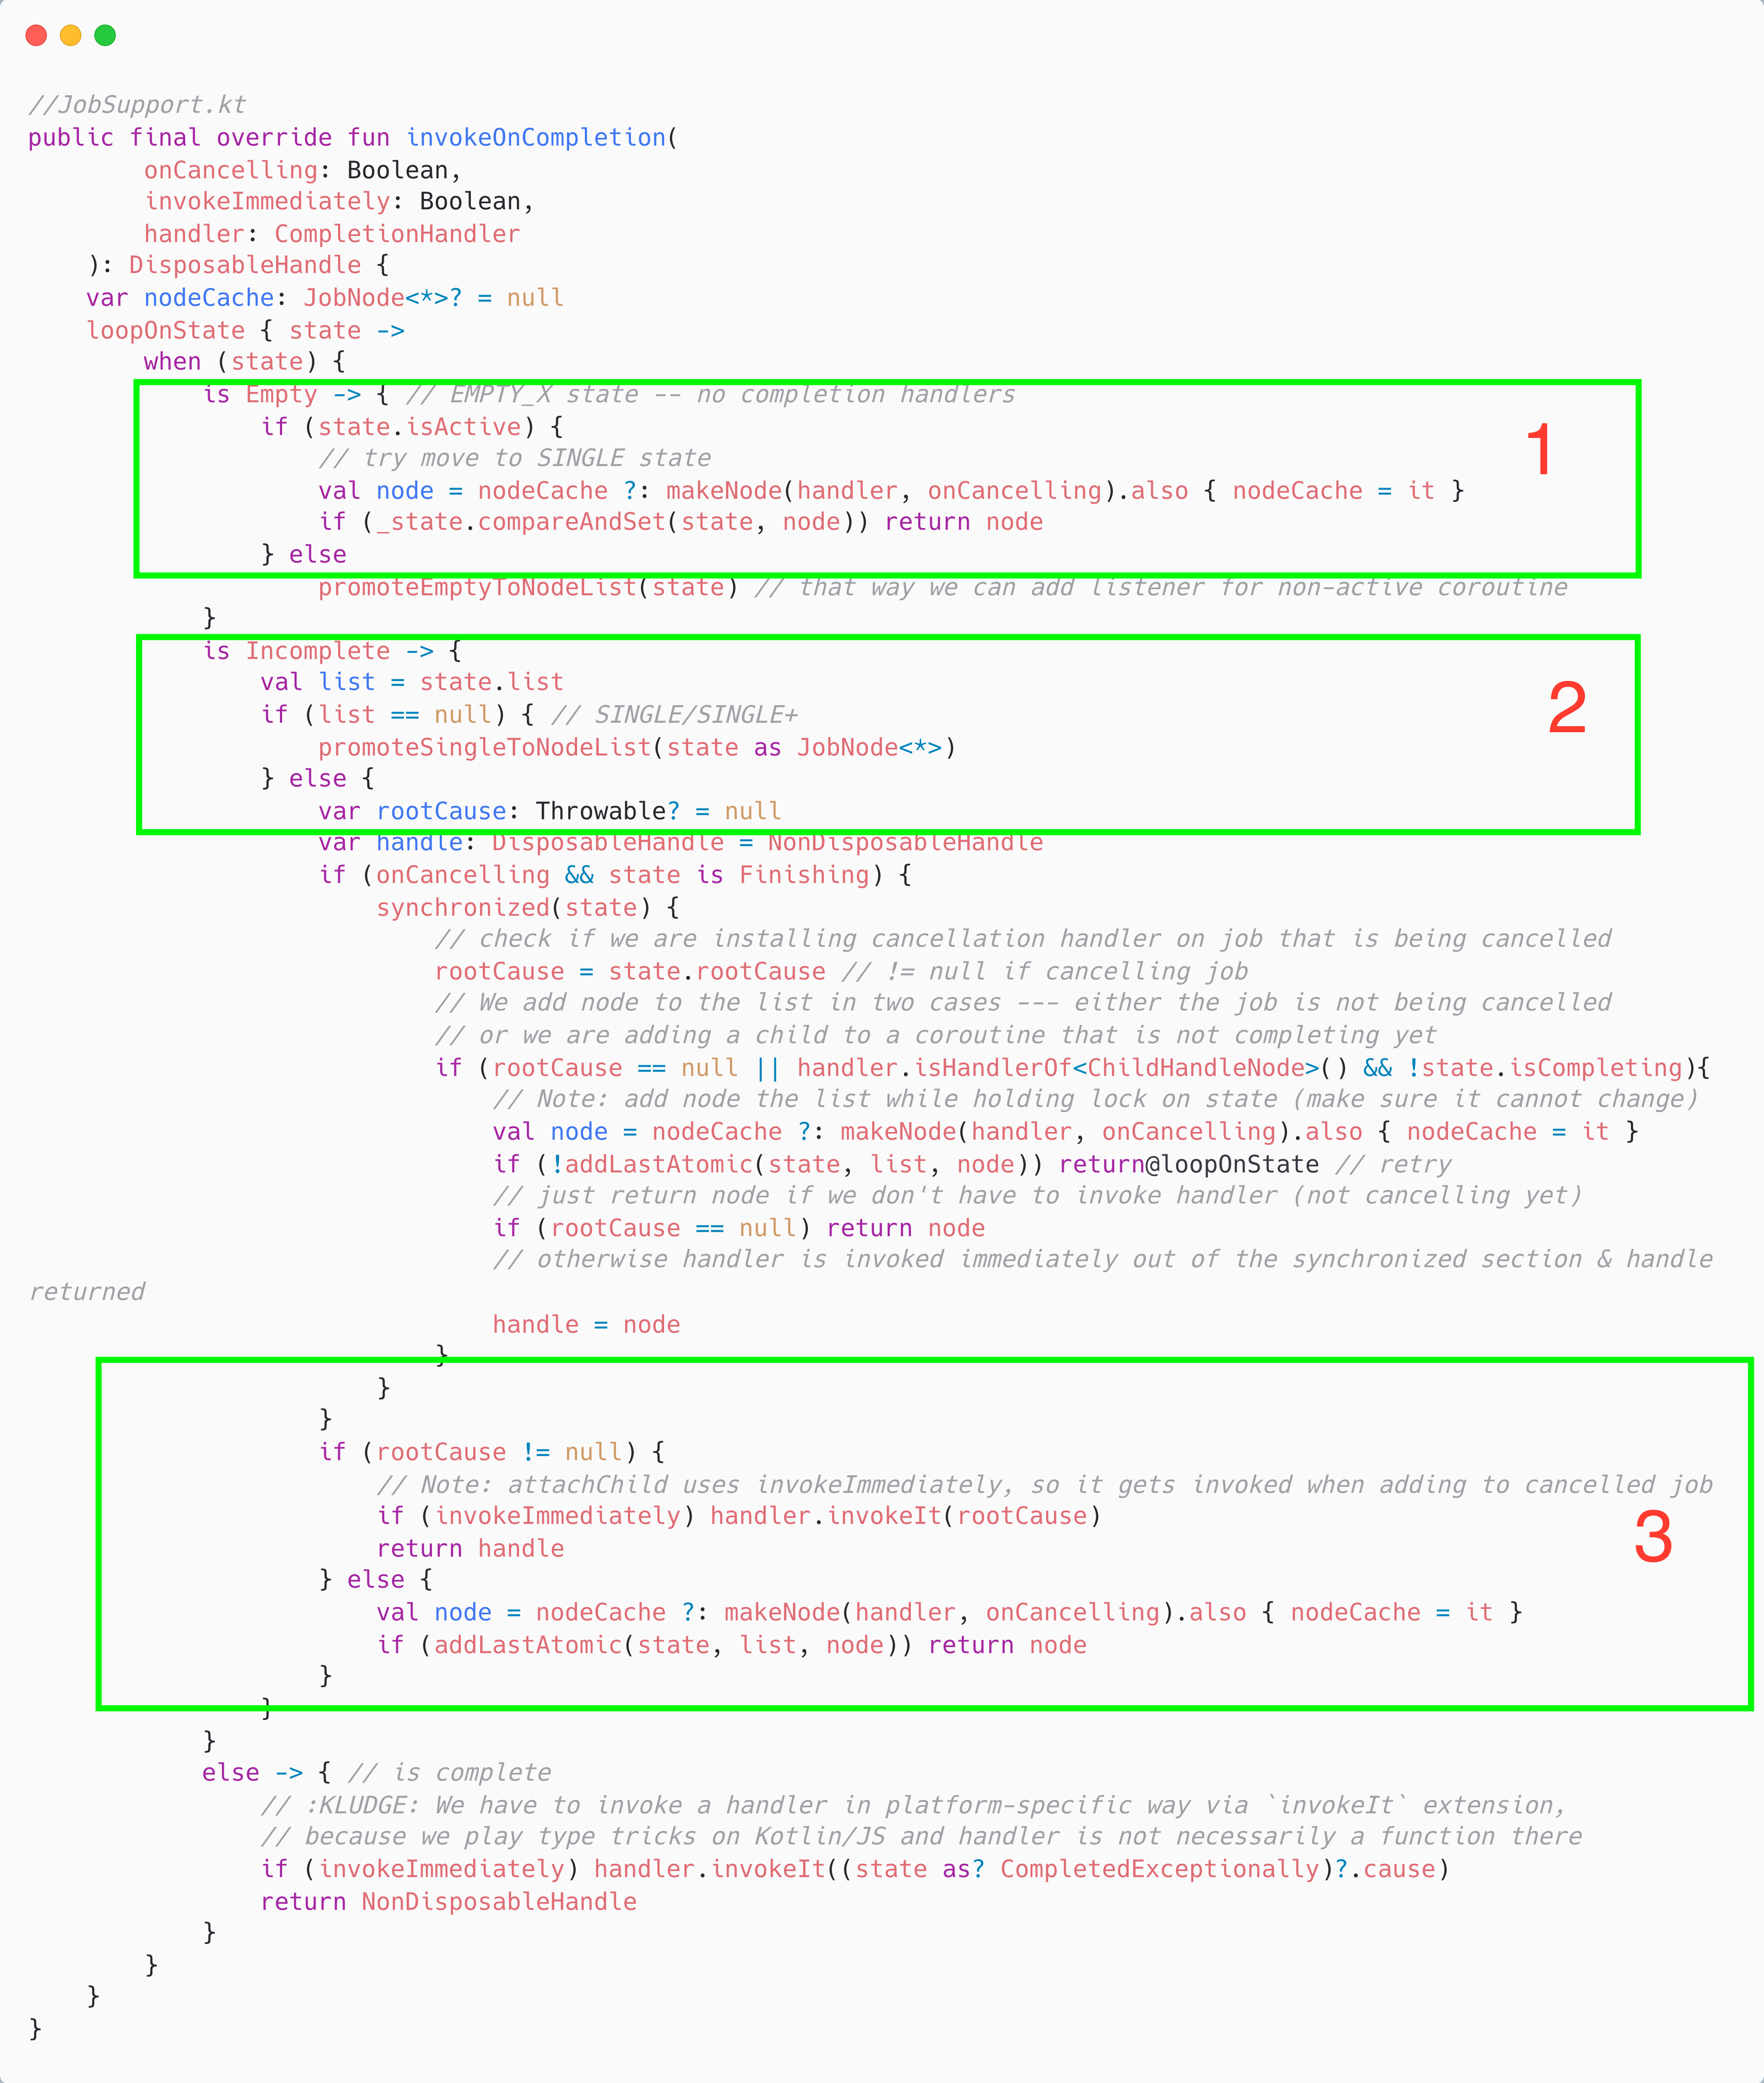 //JobSupport.kt
public final override fun invokeOnCompletion(
        onCancelling: Boolean,
        invokeImmediately: Boolean,
        handler: CompletionHandler
    ): DisposableHandle {
    var nodeCache: JobNode<*>? = null
    loopOnState { state ->
        when (state) {
            is Empty -> { // EMPTY_X state -- no completion handlers
                if (state.isActive) {
1
                    // try move to SINGLE state
                    val node = nodeCache ?: makeNode(handler, onCancelling).also { nodeCache = it }
                    if (_state.compareAndSet(state, node)) return node
                } else
                    promoteEmptyToNodeList(state) // that way we can add listener for non-active coroutine
            }
            is Incomplete -> {
                val list = state.list
                if (list == null) { // SINGLE/SINGLE+
2
                    promoteSingleToNodeList(state as JobNode<*>)
                } else {
                    var rootCause: Throwable? = null
                    var handle: DisposableHandle = NonDisposableHandle
                    if (onCancelling && state is Finishing) {
                        synchronized(state) {
                            // check if we are installing cancellation handler on job that is being cancelled
                            rootCause = state.rootCause // != null if cancelling job
                            // We add node to the list in two cases --- either the job is not being cancelled
                            // or we are adding a child to a coroutine that is not completing yet
                            if (rootCause == null || handler.isHandlerOf<ChildHandleNode>() && !state.isCompleting){
                                // Note: add node the list while holding lock on state (make sure it cannot change)
                                val node = nodeCache ?: makeNode(handler, onCancelling).also { nodeCache = it }
                                if (!addLastAtomic(state, list, node)) return@loopOnState // retry
                                // just return node if we don't have to invoke handler (not cancelling yet)
                                if (rootCause == null) return node
                                // otherwise handler is invoked immediately out of the synchronized section & handle
returned
                                handle = node
                            }
                        }
                    }
                    if (rootCause != null) {
                        // Note: attachChild uses invokeImmediately, so it gets invoked when adding to cancelled job
                        if (invokeImmediately) handler.invokeIt(rootCause)
3
                        return handle
                    } else {
                        val node = nodeCache ?: makeNode(handler, onCancelling).also { nodeCache = it }
                        if (addLastAtomic(state, list, node)) return node
                    }
                }
            }
            else -> { // is complete
                // :KLUDGE: We have to invoke a handler in platform-specific way via `invokeIt` extension,
                // because we play type tricks on Kotlin/JS and handler is not necessarily a function there
                if (invokeImmediately) handler.invokeIt((state as? CompletedExceptionally)?.cause)
                return NonDisposableHandle
            }
        }
    }
}